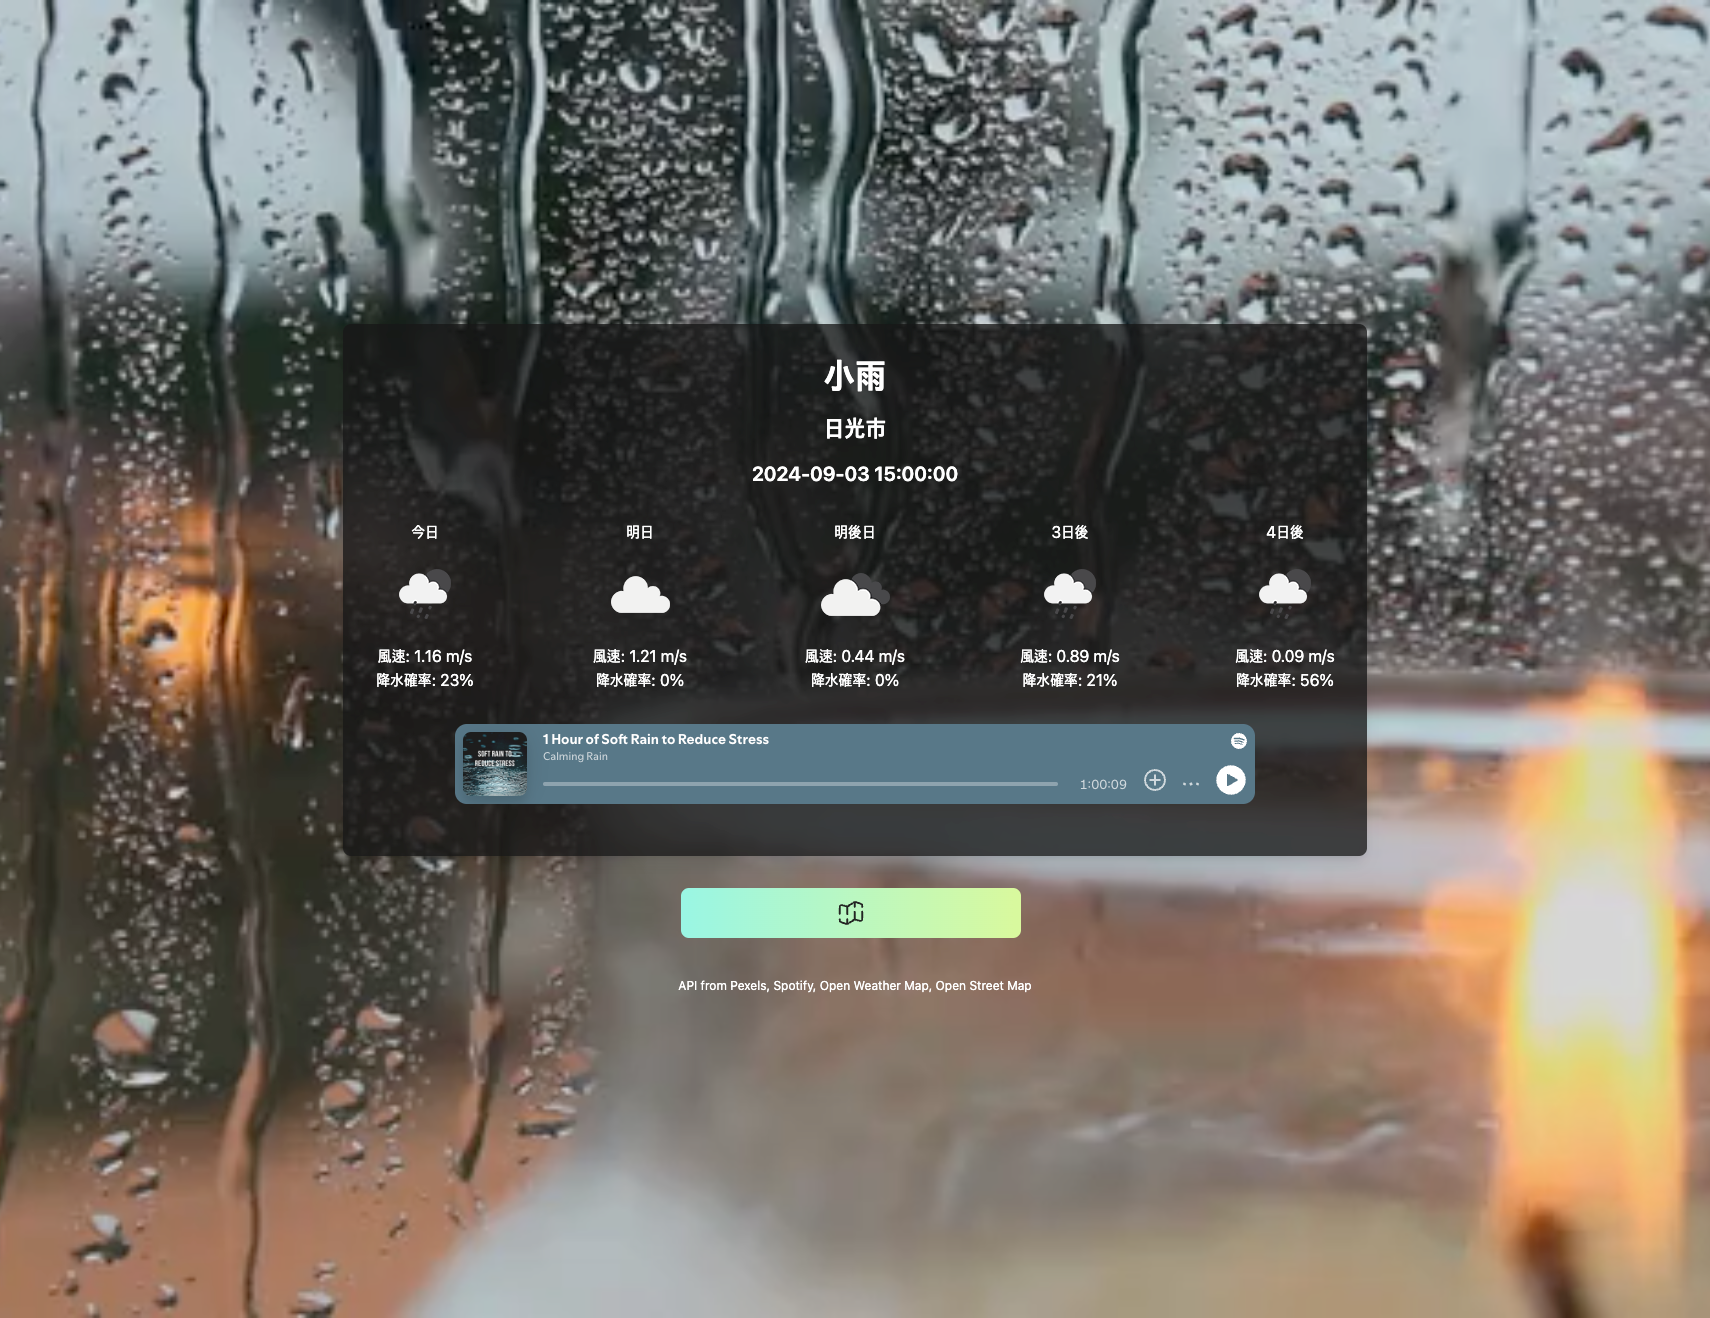 小雨
日光市
2024-09-03 15:00:00
今日 明日 明後日 3日後 4日後
風速: 1.16 m/s 風速: 1.21 m/s 風速: 0.44 m/s 風速: 0.89 m/s 風速: 0.09 m/s
降水確率: 23% 降水確率: 0% 降水確率: 0% 降水確率: 21% 降水確率: 56%
SOFT RAIN TO
REDUCE STRESS
1 Hour of Soft Rain to Reduce Stress
Calming Rain
1:00:09
API from Pexels, Spotify, Open Weather Map, Open Street Map